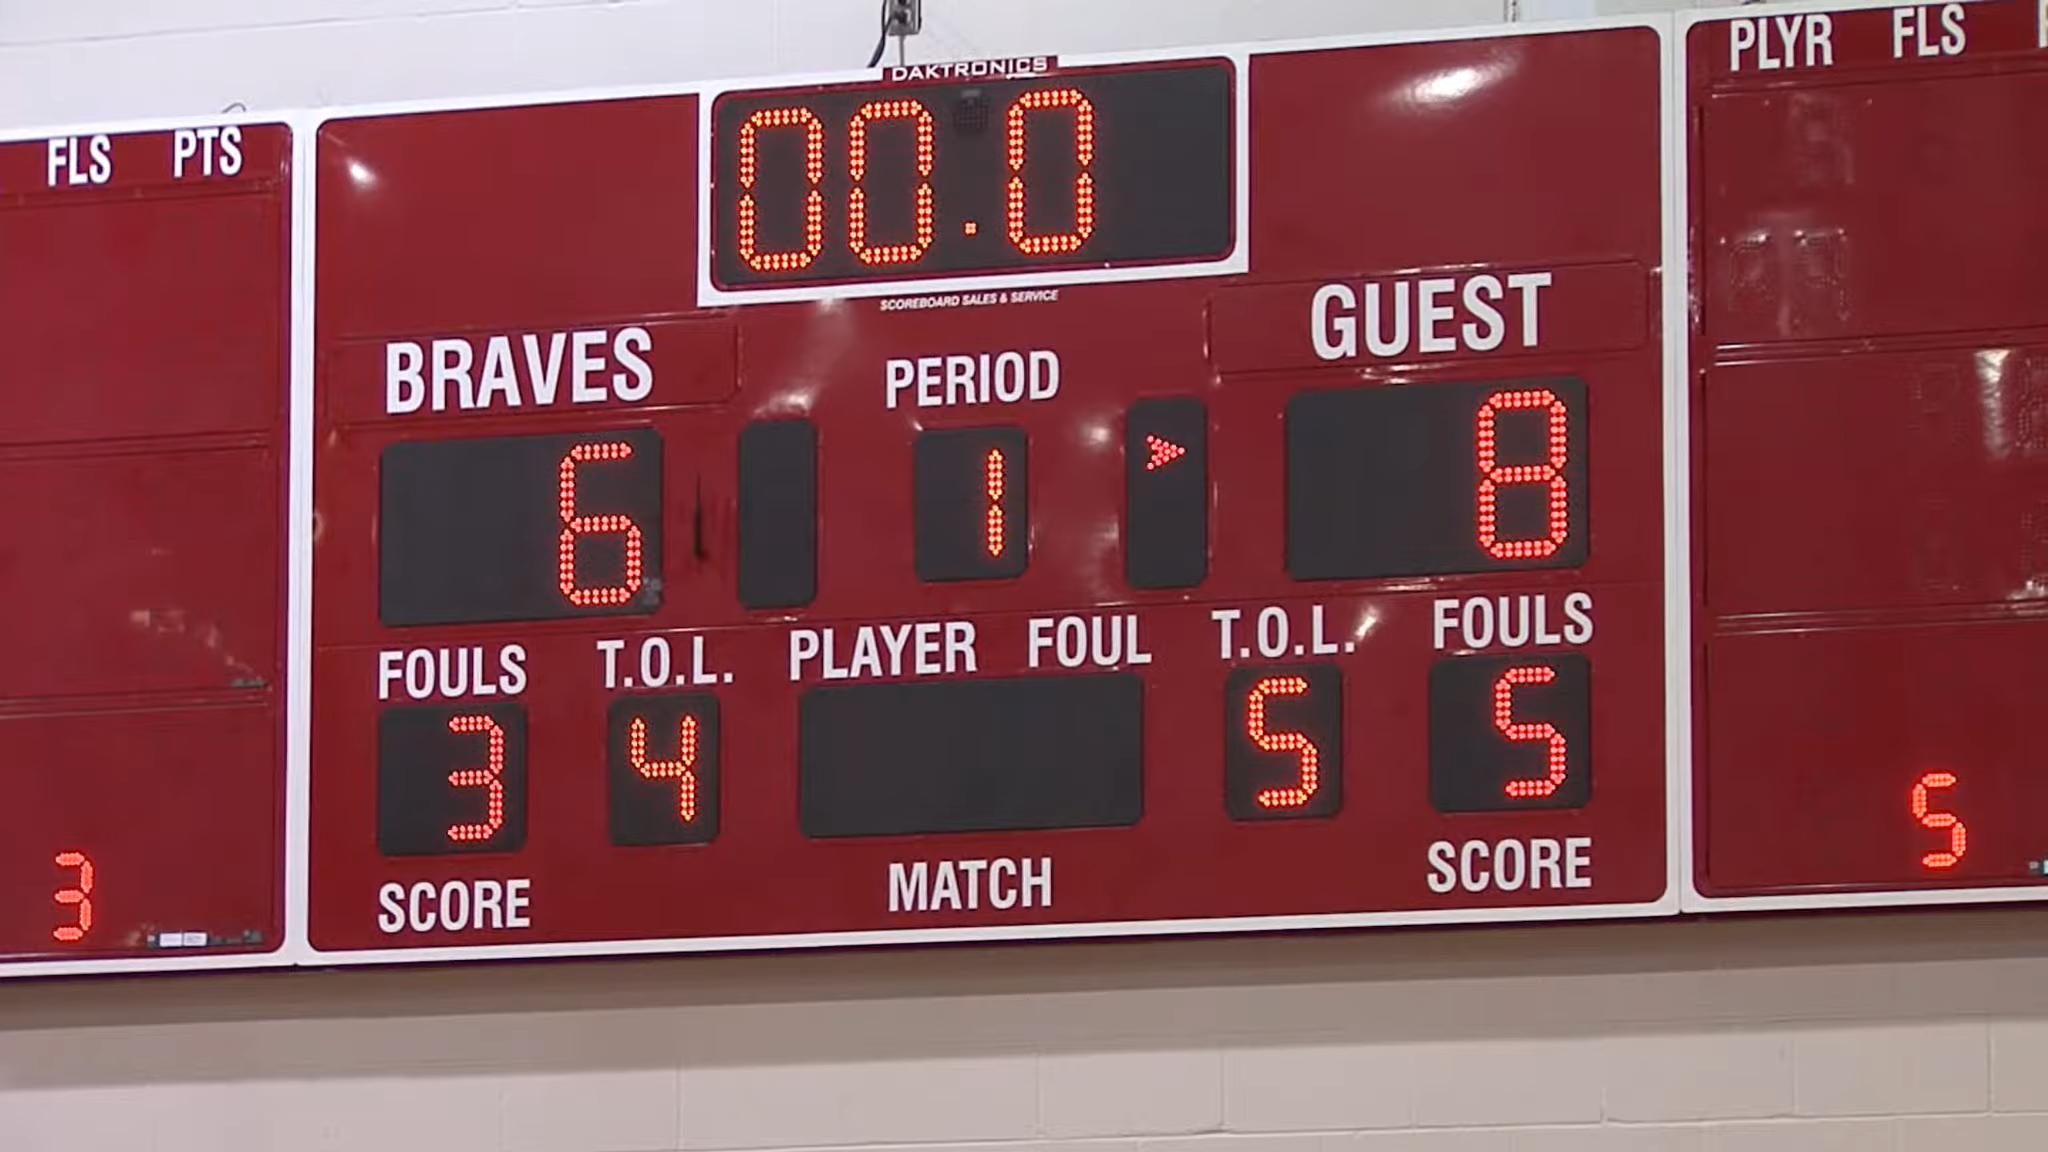 DAKTRONICS
FLS PTS
PLYR FLS
00.0
SCOREBOARD SALES & SERVICE
BRAVES
PERIOD
GUEST
6
1
8
FOULS T.O.L. PLAYER FOUL T.O.L. FOULS
3 4 5 5
3
5
SCORE MATCH SCORE